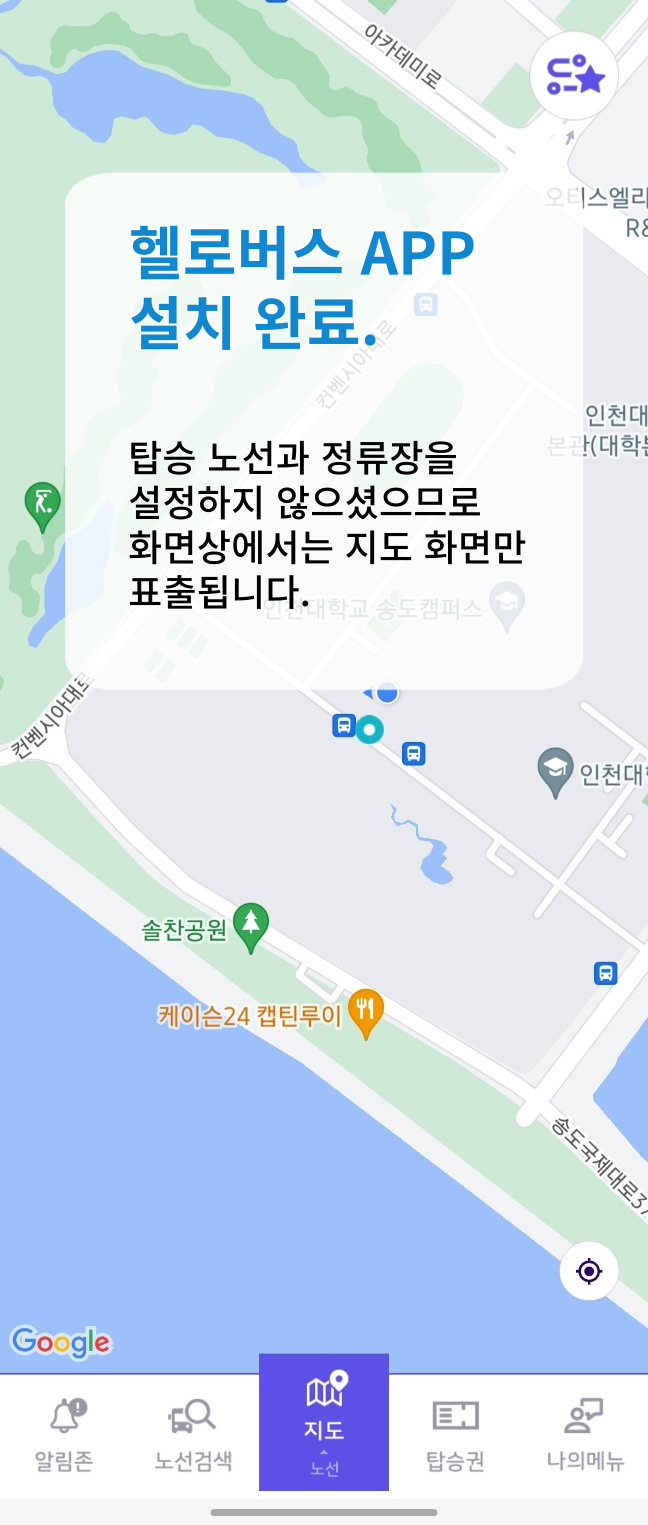 아카데미로
오티스엘리
R&
헬로버스 APP
설치 완료.
컨벤시아대로
인천대
본관(대학본
탑승 노선과 정류장을
설정하지 않으셨으므로
화면상에서는 지도 화면만
표출됩니다.
인천대학교 송도캠퍼스
컨벤시아대로
인천대
솔찬공원
케이슨24 캡틴루이
송도국제대로37
Google
알림존
노선검색
지도
노선
탑승권
나의메뉴